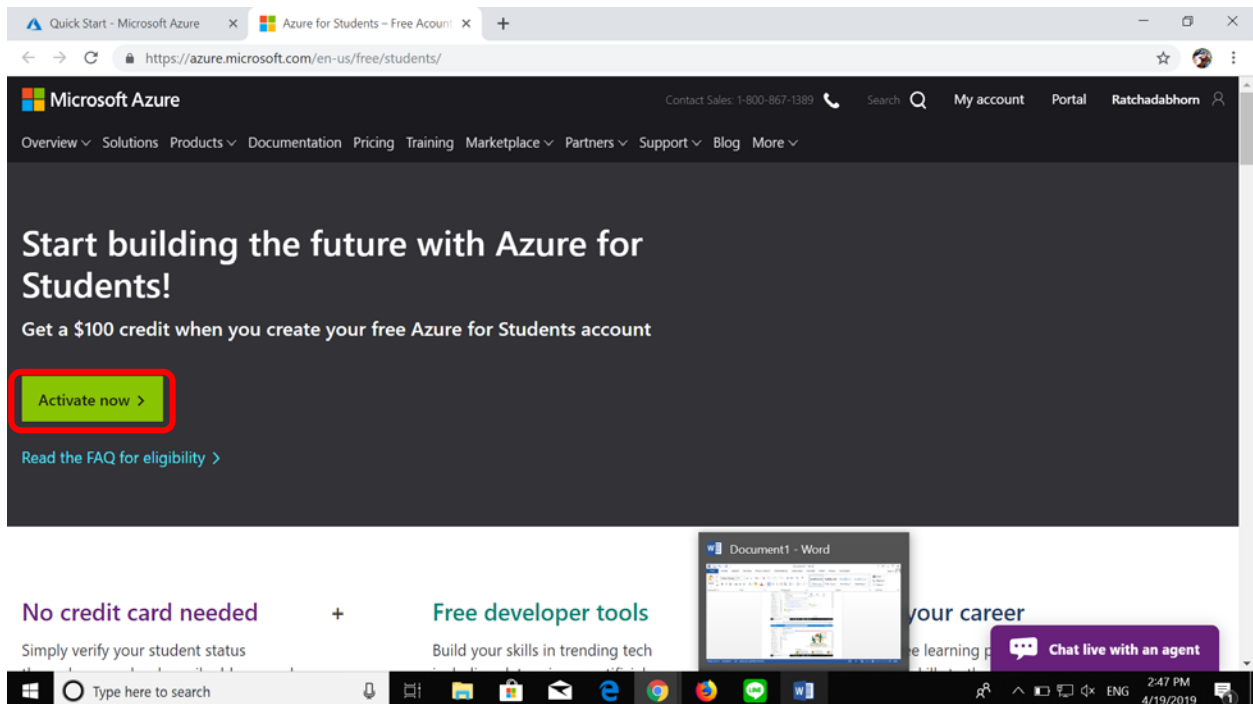 Quick Start - Microsoft Azure
Azure for Students – Free Acount
https://azure.microsoft.com/en-us/free/students/
Microsoft Azure
Contact Sales: 1-800-867-1389
Search
My account
Portal
Ratchadabhorn
Overview Solutions Products Documentation Pricing Training Marketplace Partners Support Blog More
Start building the future with Azure for
Students!
Get a $100 credit when you create your free Azure for Students account
Activate now
Read the FAQ for eligibility
Document1 - Word
No credit card needed
+
Free developer tools
your career
Simply verify your student status
Build your skills in trending tech
learning
Chat live with an agent
Type here to search
LINE
ENG
2:47 PM
4/19/2019
1